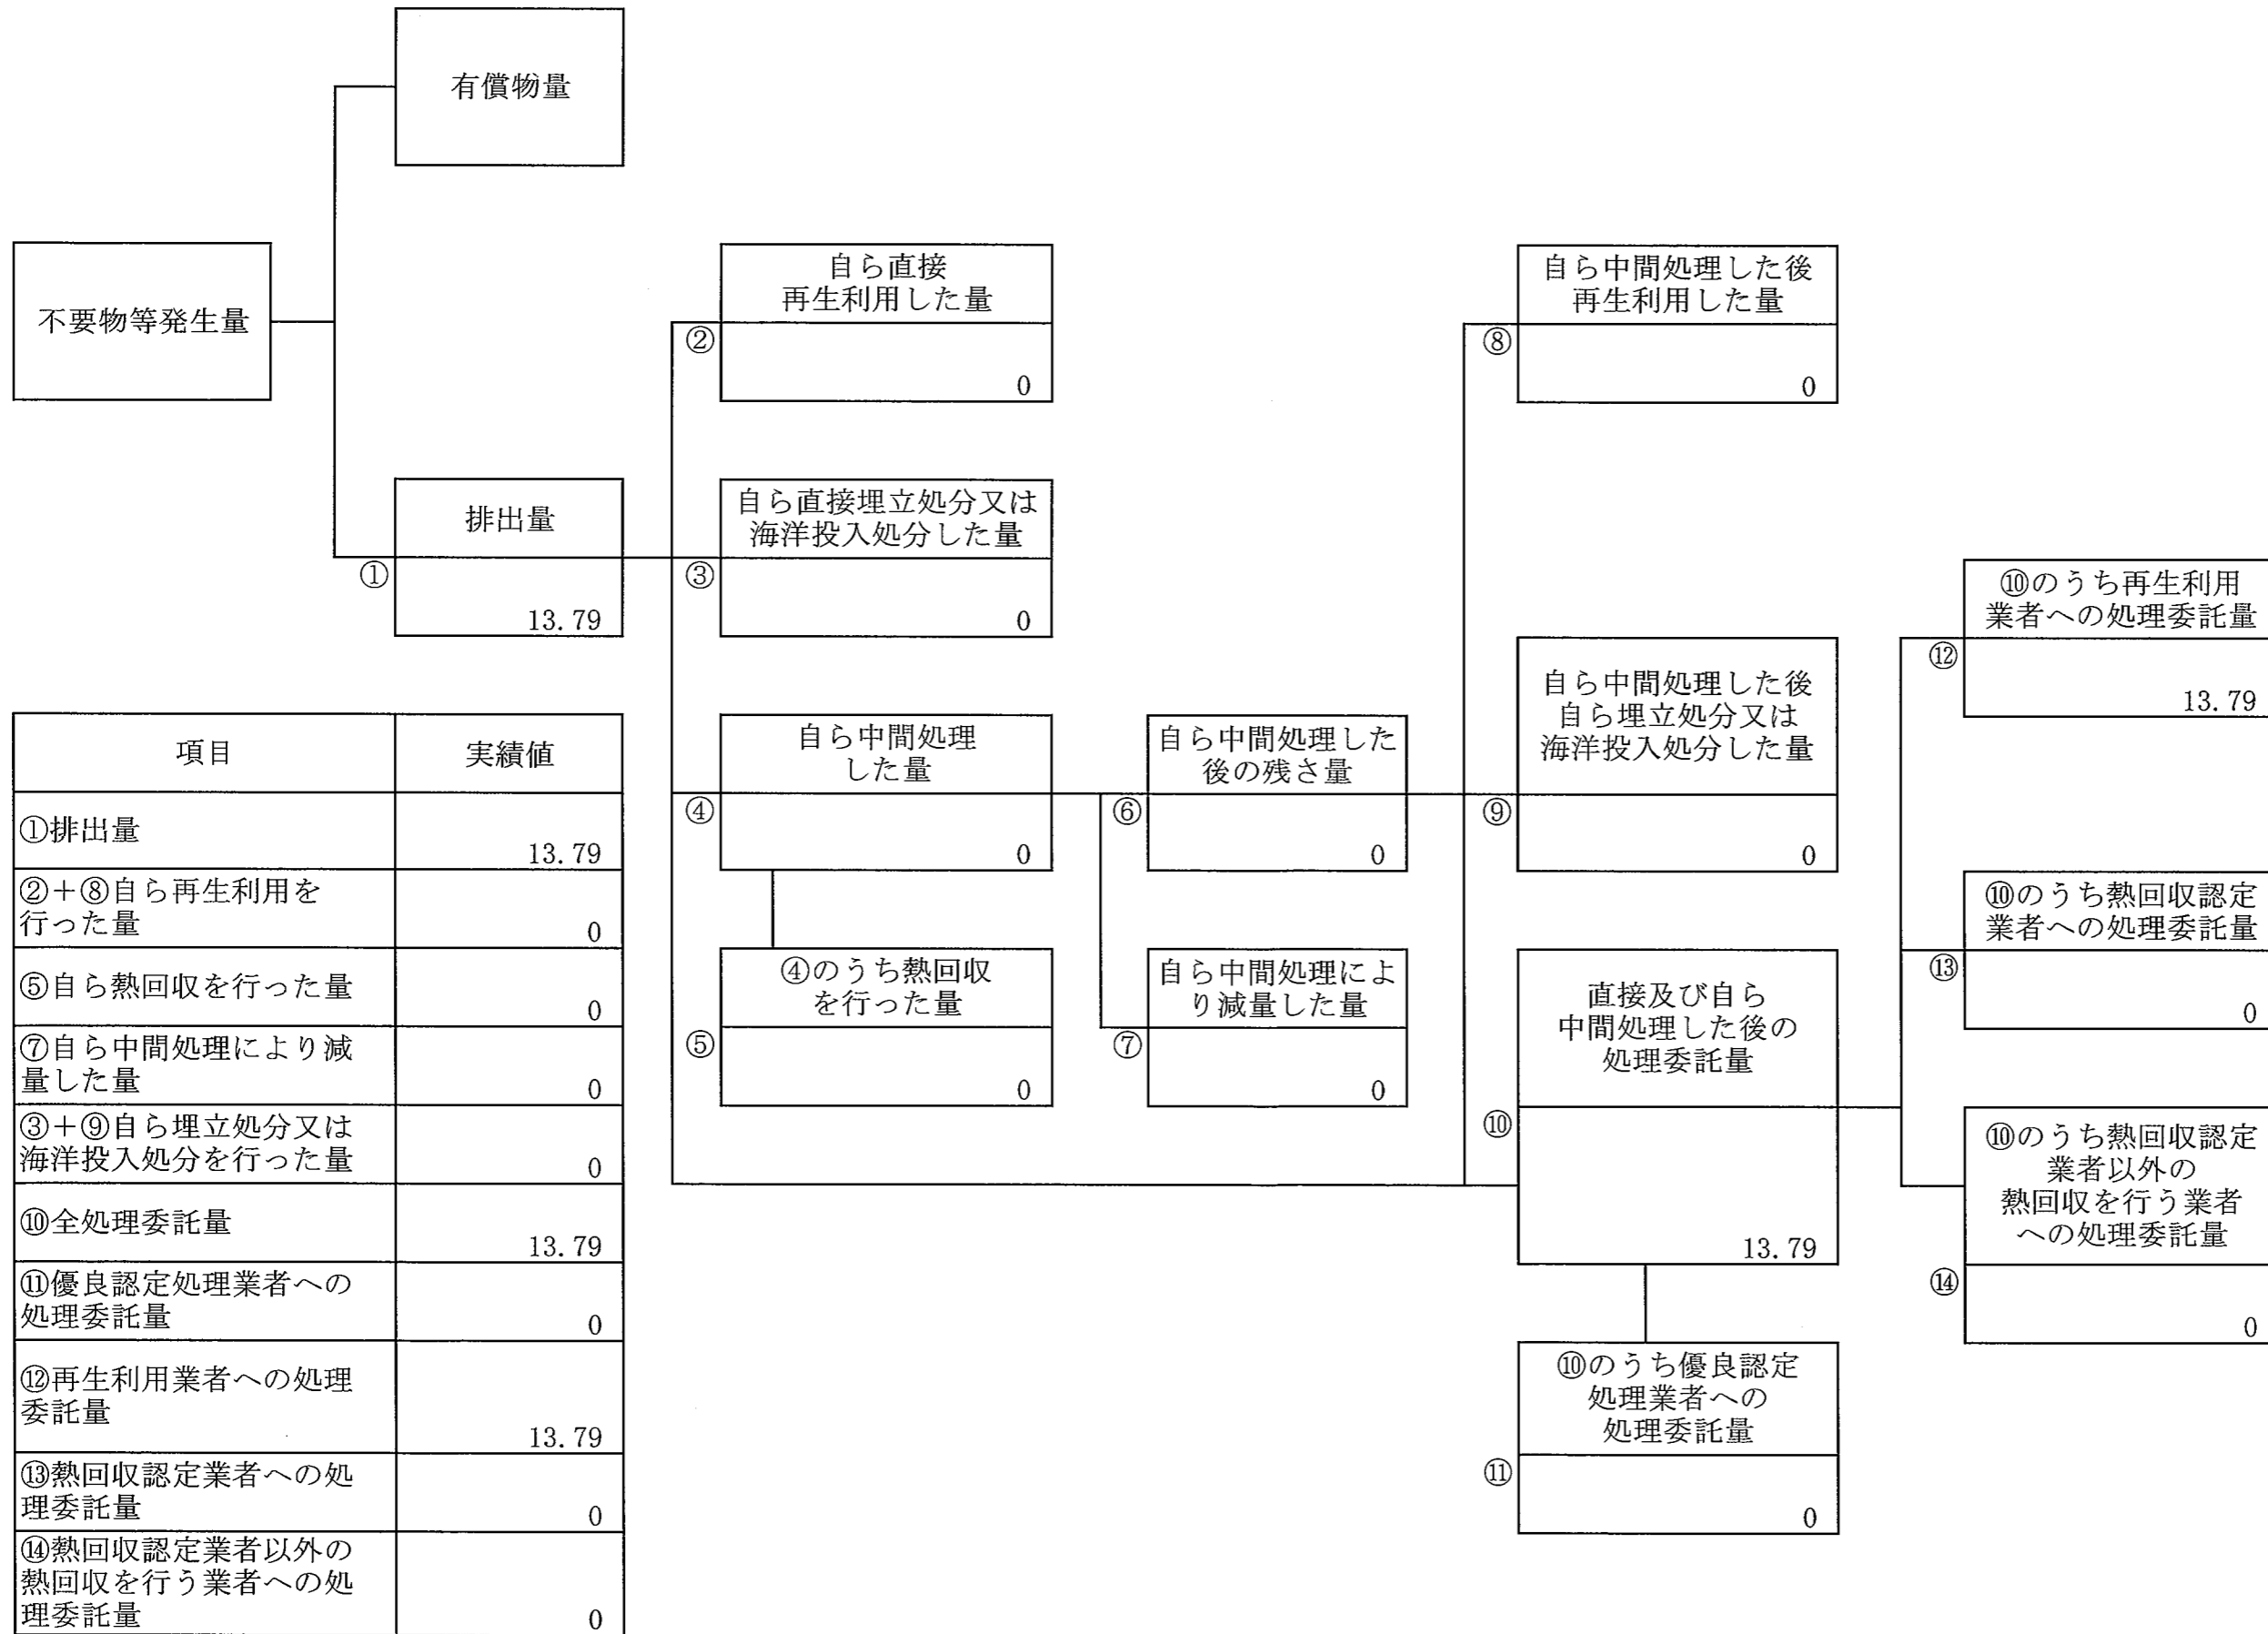 有償物量
不要物等発生量
自ら直接
再生利用した量
②
0
自ら中間処理した後
再生利用した量
⑧
0
排出量
①
13.79
自ら直接埋立処分又は
海洋投入処分した量
③
0
⑩のうち再生利用
業者への処理委託量
⑫
13.79
自ら中間処理
した量
④
0
自ら中間処理した
後の残さ量
⑥
0
自ら中間処理した後
自ら埋立処分又は
海洋投入処分した量
⑨
0
⑩のうち熱回収認定
業者への処理委託量
⑬
0
④のうち熱回収
を行った量
⑤
0
自ら中間処理によ
り減量した量
⑦
0
直接及び自ら
中間処理した後の
処理委託量
⑩
13.79
⑩のうち熱回収認定
業者以外の
熱回収を行う業者
への処理委託量
⑭
0
⑩のうち優良認定
処理業者への
処理委託量
⑪
0
項目 実績値
①排出量
13.79
②+⑧自ら再生利用を
行った量
0
⑤自ら熱回収を行った量
0
⑦自ら中間処理により減
量した量
0
③+⑨自ら埋立処分又は
海洋投入処分を行った量
0
⑩全処理委託量
13.79
⑪優良認定処理業者への
処理委託量
0
⑫再生利用業者への処理
委託量
13.79
⑬熱回収認定業者への処
理委託量
0
⑭熱回収認定業者以外の
熱回収を行う業者への処
理委託量
0